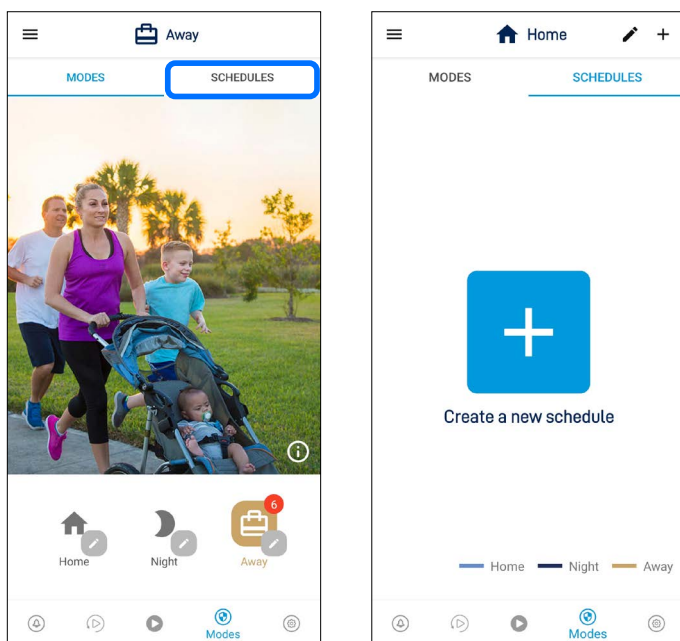 Away
MODES SCHEDULES
6
Home Night Away
Modes
Home
MODES SCHEDULES
Create a new schedule
Home Night Away
Modes